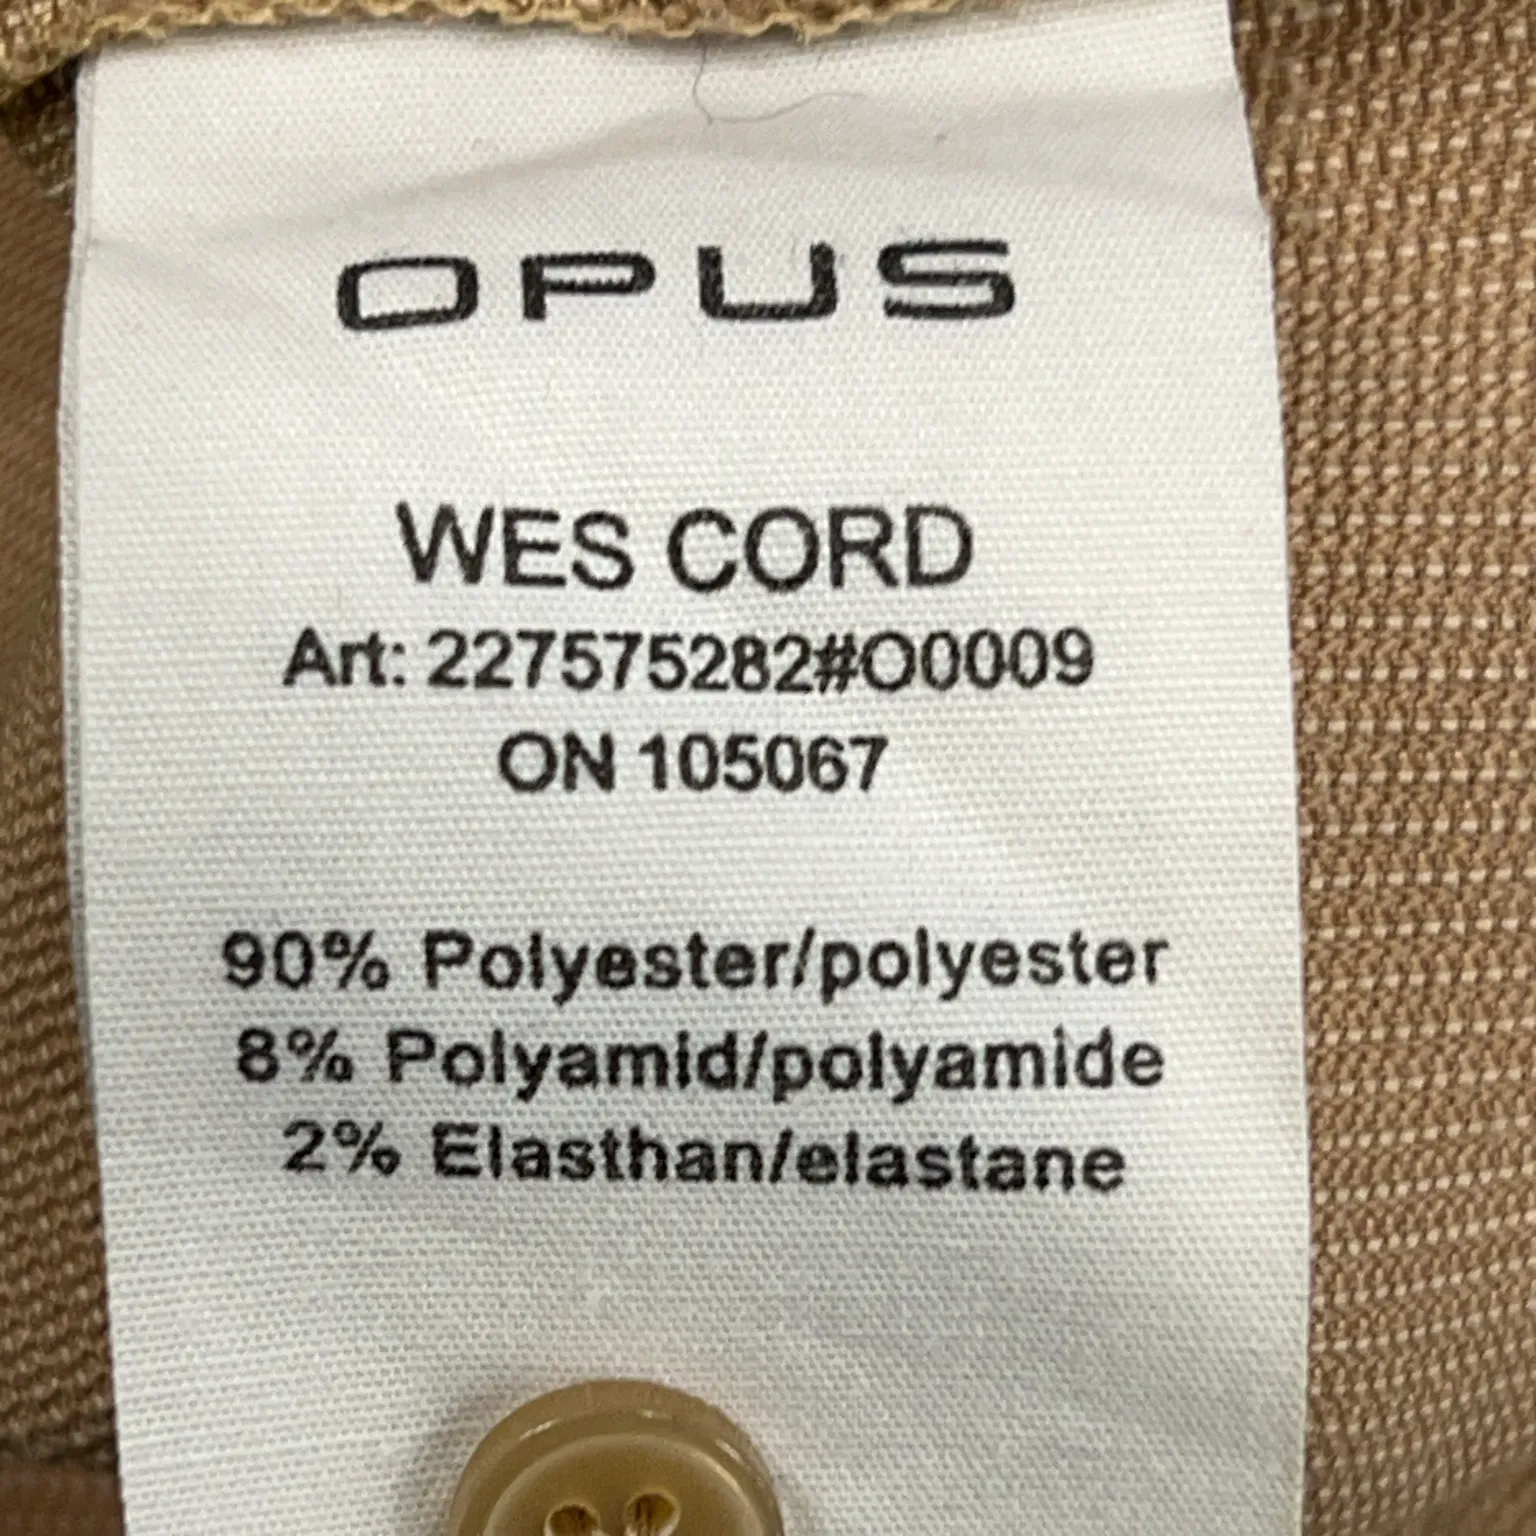 OPUS
WES CORD
Art: 227575282#O0009
ON 105067
90% Polyester/polyester
8% Polyamid/polyamide
2% Elasthan/elastane